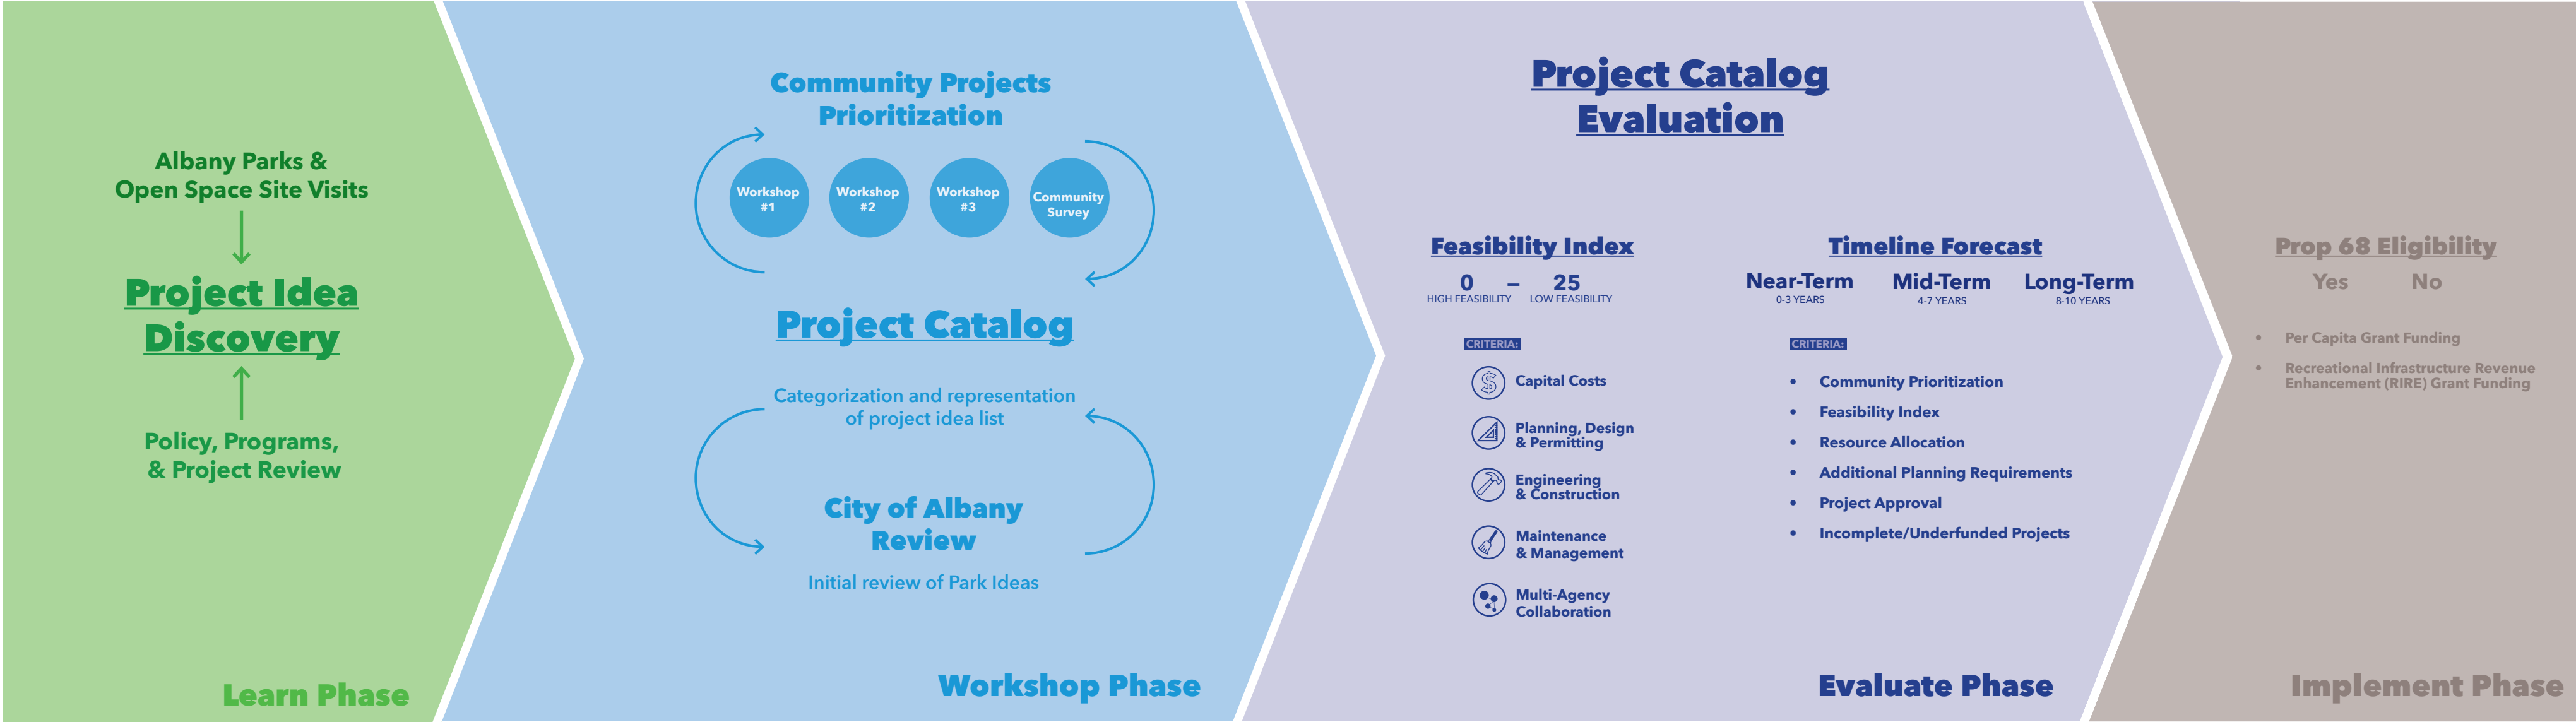 Albany Parks &
Open Space Site Visits
Project Idea
Discovery
Policy, Programs,
& Project Review
Learn Phase
Community Projects
Prioritization
Workshop
#1
Workshop
#2
Workshop
#3
Community
Survey
Project Catalog
Categorization and representation
of project idea list
City of Albany
Review
Initial review of Park Ideas
Workshop Phase
Project Catalog
Evaluation
Feasibility Index
0 – 25
HIGH FEASIBILITY LOW FEASIBILITY
CRITERIA:
Capital Costs
Planning, Design
& Permitting
Engineering
& Construction
Maintenance
& Management
Multi-Agency
Collaboration
Timeline Forecast
Near-Term Mid-Term Long-Term
0-3 YEARS 4-7 YEARS 8-10 YEARS
CRITERIA:
• Community Prioritization
• Feasibility Index
• Resource Allocation
• Additional Planning Requirements
• Project Approval
• Incomplete/Underfunded Projects
Evaluate Phase
Prop 68 Eligibility
Yes No
• Per Capita Grant Funding
• Recreational Infrastructure Revenue
Enhancement (RIRE) Grant Funding
Implement Phase